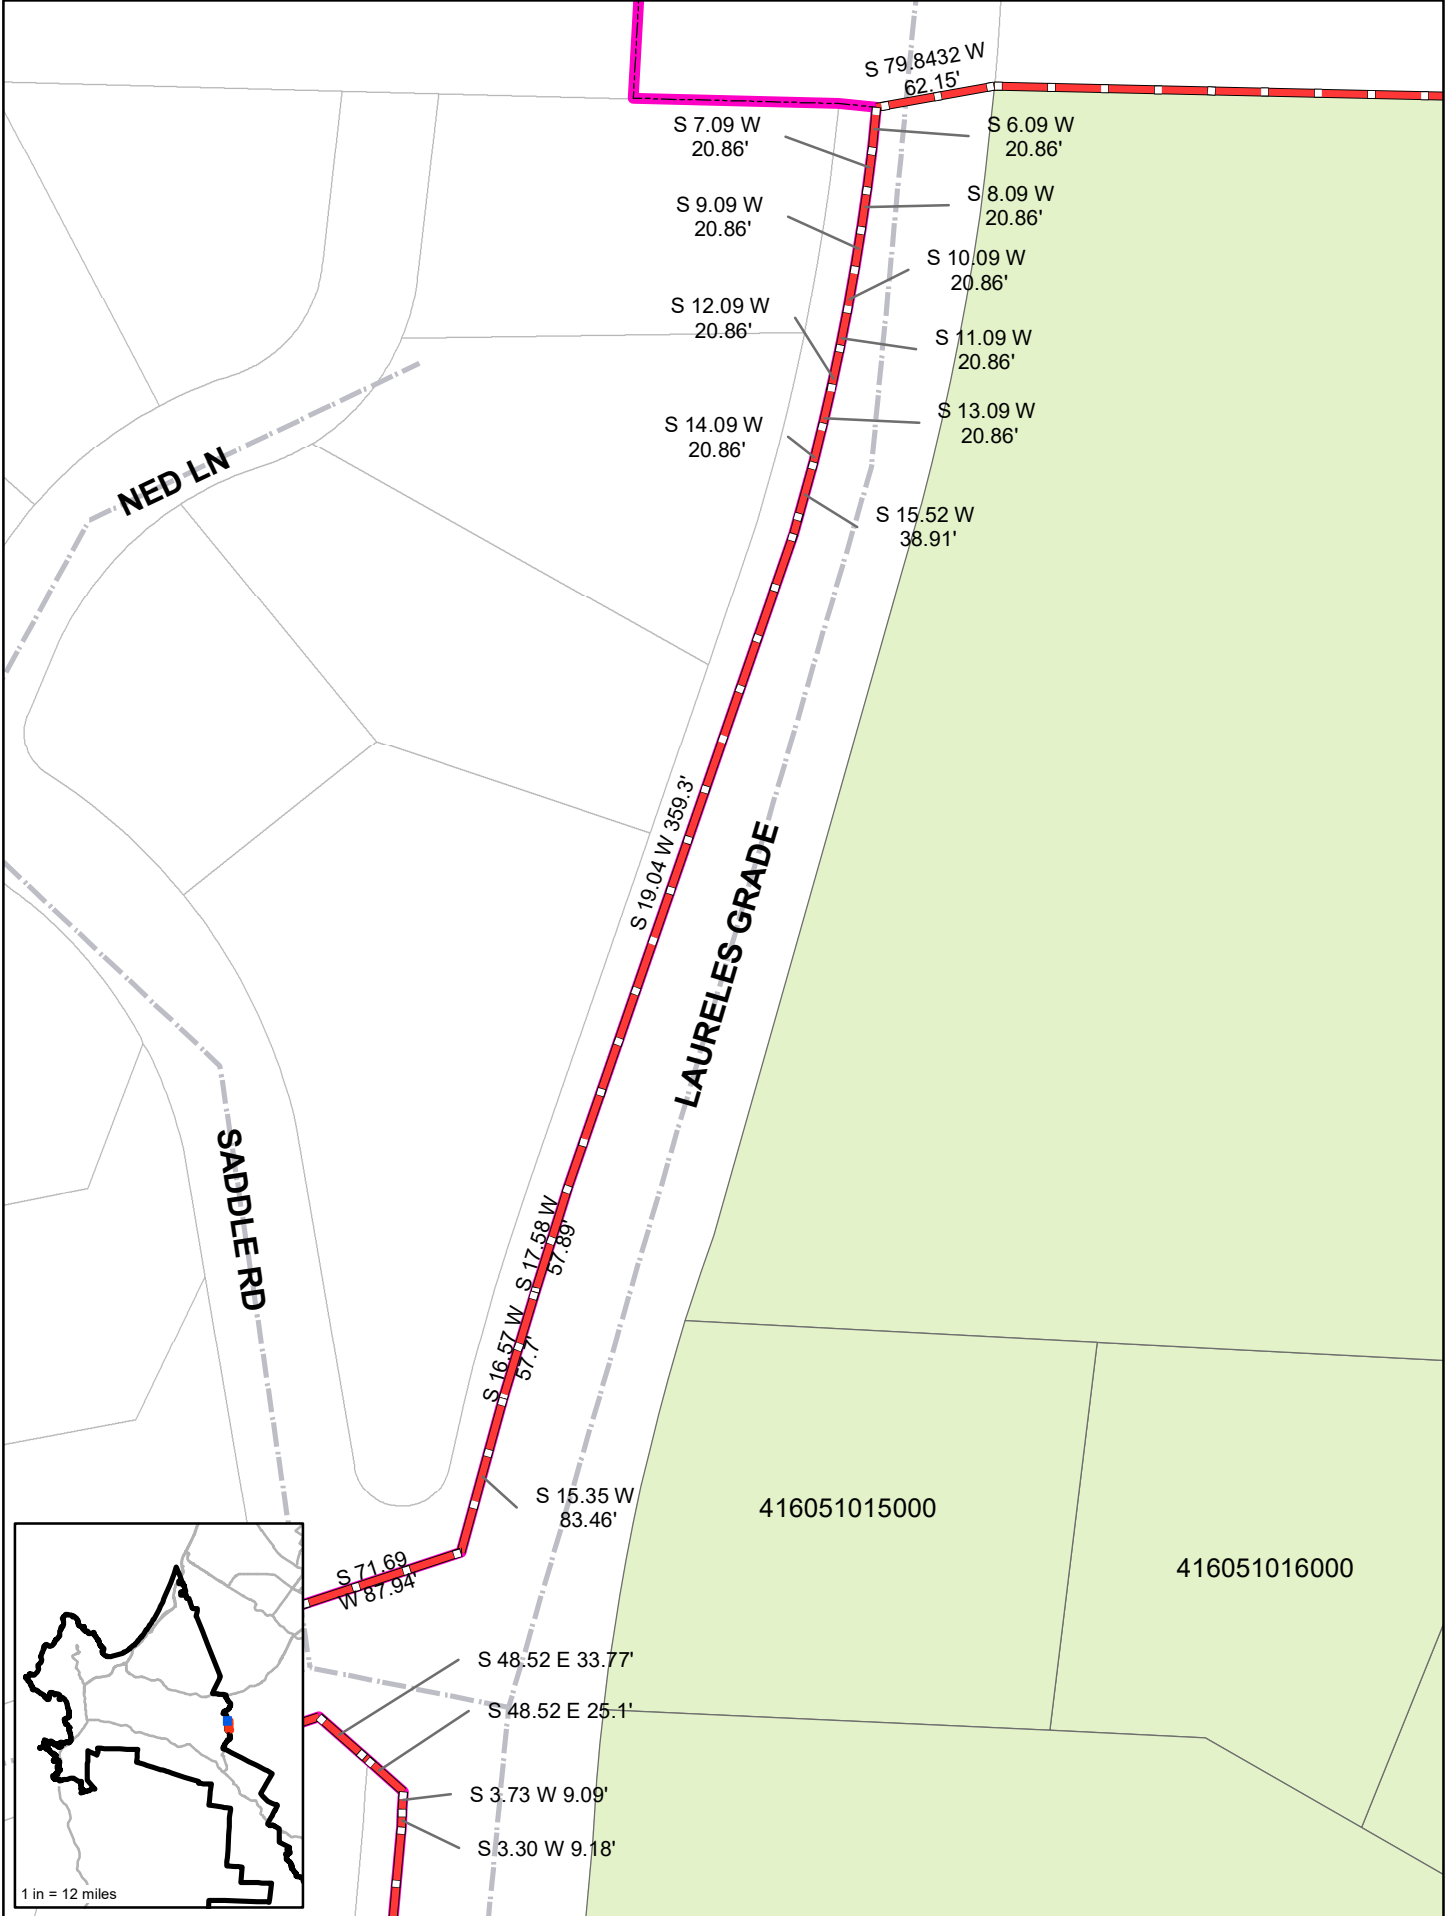 S 79.8432 W
62.15'
S 7.09 W
20.86'
S 6.09 W
20.86'
S 9.09 W
20.86'
S 8.09 W
20.86'
S 10.09 W
20.86'
S 12.09 W
20.86'
S 11.09 W
20.86'
S 14.09 W
20.86'
S 13.09 W
20.86'
NED LN
S 15.52 W
38.91'
S 19.04 W 359.3'
LAURELES GRADE
SADDLE RD
S 17.58 W
57.89'
S 16.57 W
57.7'
S 15.35 W
83.46'
416051015000
416051016000
S 71.69
W 87.94'
S 48.52 E 33.77'
S 48.52 E 25.1'
S 3.73 W 9.09'
S 3.30 W 9.18'
1 in = 12 miles